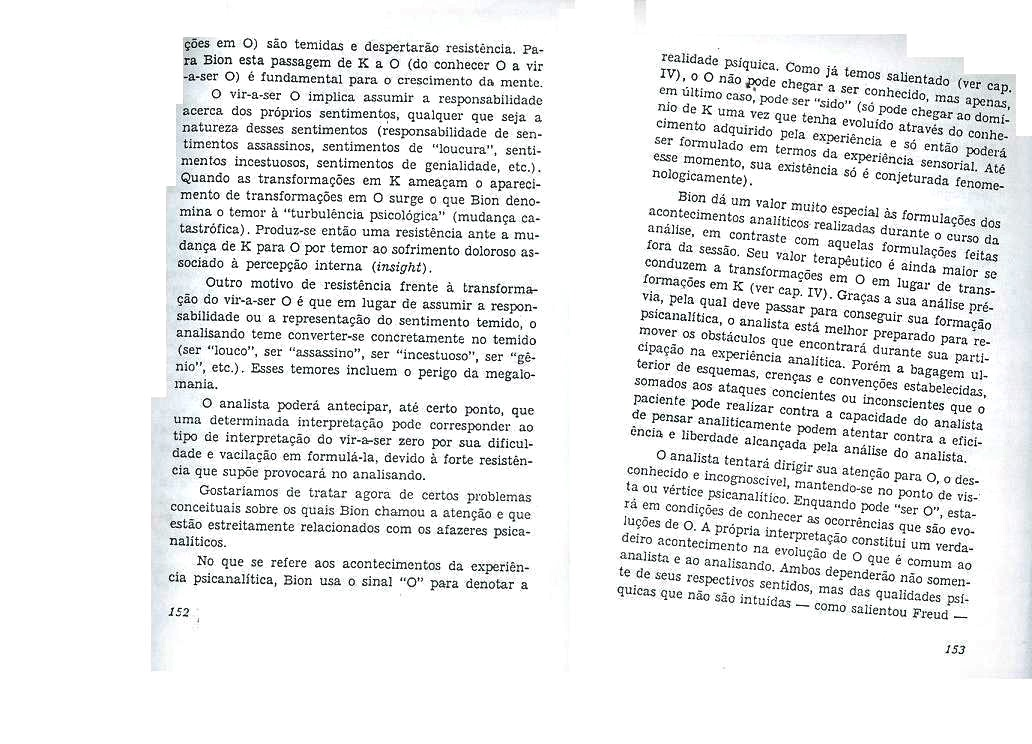 ções em O) são temidas e despertarão resistência. Pa-
ra Bion esta passagem de K a O (do conhecer O a vir
-a-ser O) é fundamental para o crescimento da mente.
O vir-a-ser O implica assumir a responsabilidade
acerca dos próprios sentimentos, qualquer que seja a
natureza desses sentimentos (responsabilidade de sen-
timentos assassinos, sentimentos de "loucura", senti-
mentos incestuosos, sentimentos de genialidade, etc.).
Quando as transformações em K ameaçam o apareci-
mento de transformações em O surge o que Bion deno-
mina o temor à "turbulência psicológica" (mudança ca-
tastrófica). Produz-se então uma resistência ante a mu-
dança de K para O por temor ao sofrimento doloroso as-
sociado à percepção interna (insight).
Outro motivo de resistência frente à transforma-
ção do vir-a-ser O é que em lugar de assumir a respon-
sabilidade ou a representação do sentimento temido, o
analisando teme converter-se concretamente no temido
(ser "louco", ser "assassino", ser "incestuoso", ser "gê-
nio", etc.). Esses temores incluem o perigo da megalo-
mania.
O analista poderá antecipar, até certo ponto, que
uma determinada interpretação pode corresponder ao
tipo de interpretação do vir-a-ser zero por sua dificul-
dade e vacilação em formulá-la, devido à forte resistên-
cia que supõe provocará no analisando.
Gostaríamos de tratar agora de certos problemas
conceituais sobre os quais Bion chamou a atenção e que
estão estreitamente relacionados com os afazeres psica-
nalíticos.
No que se refere aos acontecimentos da experiên-
cia psicanalítica, Bion usa o sinal "O" para denotar a
152
realidade psíquica. Como já temos salientado (ver cap.
IV), o O não pode chegar a ser conhecido, mas apenas,
em último caso, pode ser "sido" (só pode chegar ao domí-
nio de K uma vez que tenha evoluído através do conhe-
cimento adquirido pela experiência e só então poderá
ser formulado em termos da experiência sensorial. Até
esse momento, sua existência só é conjeturada fenome-
nologicamente).
Bion dá um valor muito especial às formulações dos
acontecimentos analíticos realizadas durante o curso da
análise, em contraste com aquelas formulações feitas
fora da sessão. Seu valor terapêutico é ainda maior se
conduzem a transformações em O em lugar de trans-
formações em K (ver cap. IV). Graças a sua análise pré-
via, pela qual deve passar para conseguir sua formação
psicanalítica, o analista está melhor preparado para re-
mover os obstáculos que encontrará durante sua parti-
cipação na experiência analítica. Porém a bagagem ul-
terior de esquemas, crenças e convenções estabelecidas,
somados aos ataques concientes ou inconscientes que o
paciente pode realizar contra a capacidade do analista
de pensar analiticamente podem atentar contra a efici-
ência e liberdade alcançada pela análise do analista.
O analista tentará dirigir sua atenção para O, o des-
conhecido e incognoscível, mantendo-se no ponto de vis-
ta ou vértice psicanalítico. Enquando pode "ser O", esta-
rá em condições de conhecer as ocorrências que são evo-
luções de O. A própria interpretação constitui um verda-
deiro acontecimento na evolução de O que é comum ao
analista e ao analisando. Ambos dependerão não somen-
te de seus respectivos sentidos, mas das qualidades psí-
quicas que não são intuídas — como salientou Freud —
153